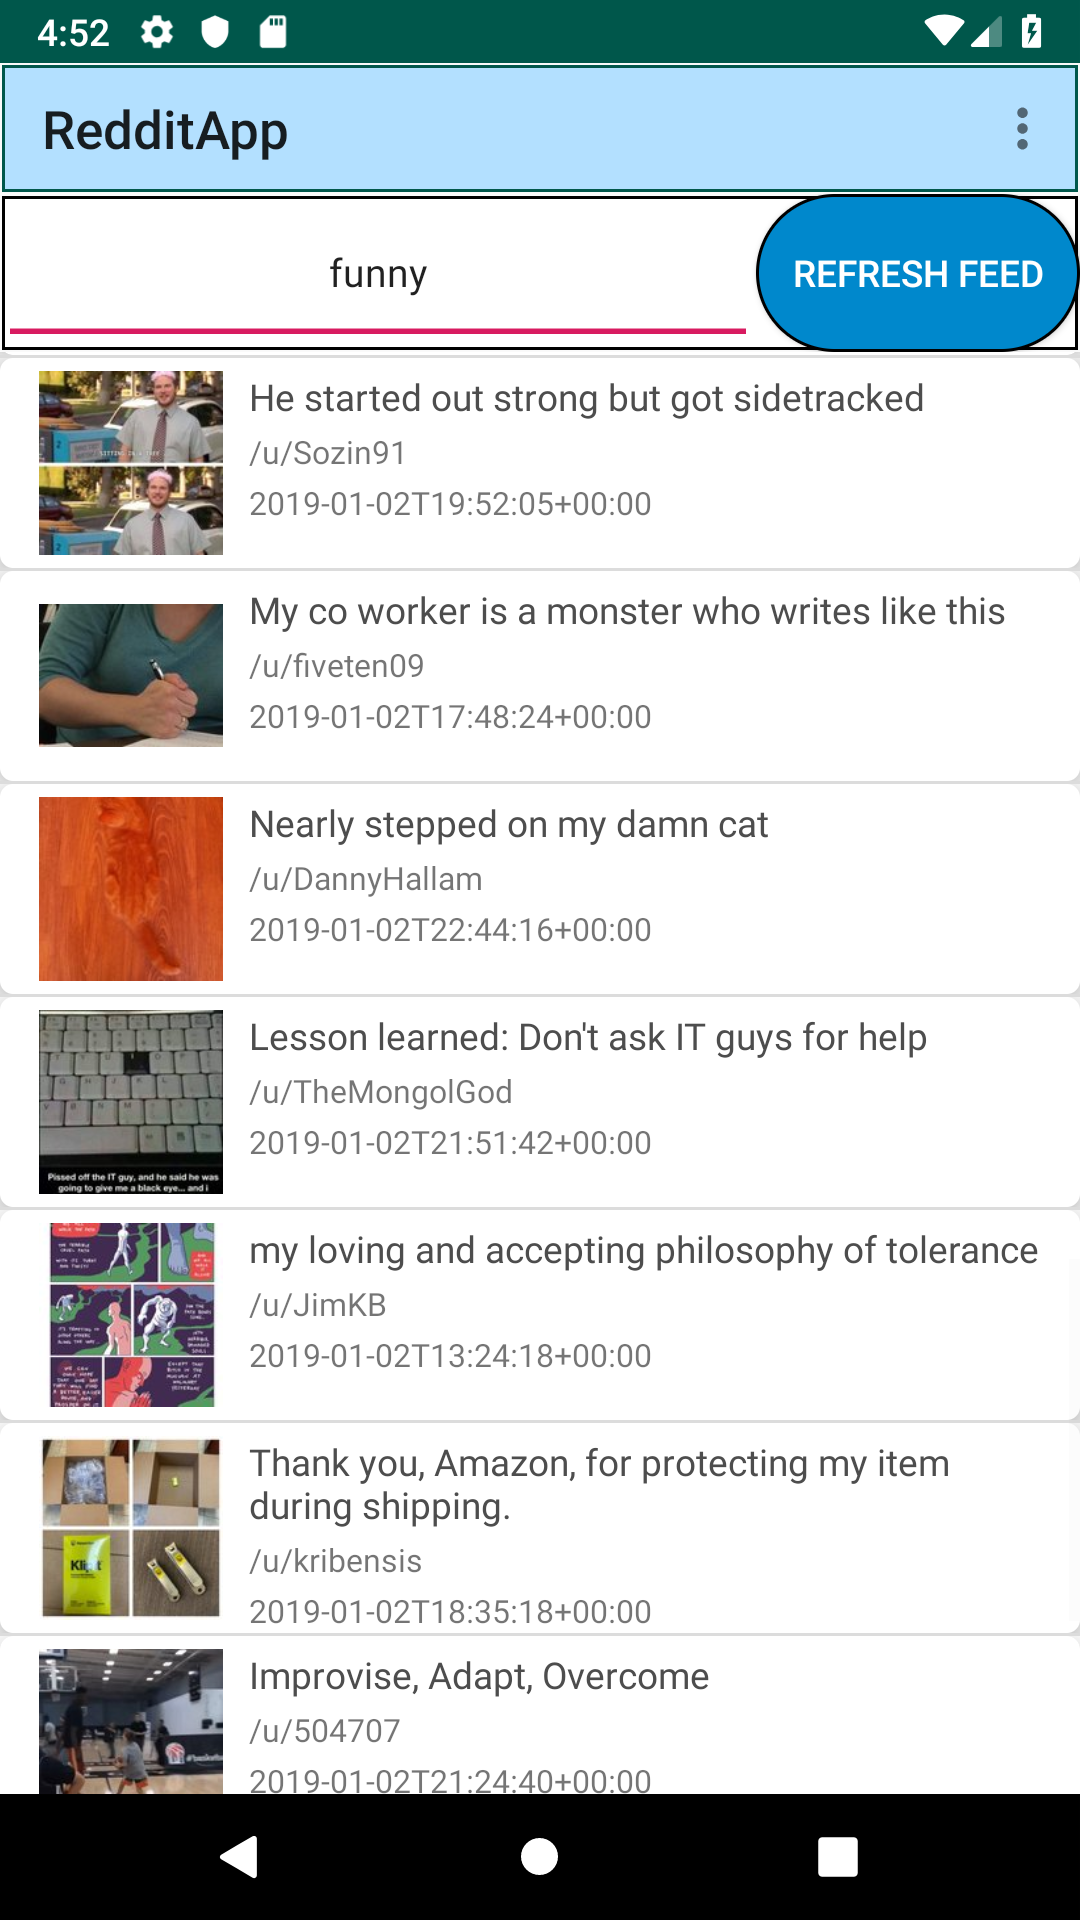 4:52
RedditApp
funny
REFRESH FEED
He started out strong but got sidetracked
/u/Sozin91
2019-01-02T19:52:05+00:00
My co worker is a monster who writes like this
/u/fiveten09
2019-01-02T17:48:24+00:00
Nearly stepped on my damn cat
/u/DannyHallam
2019-01-02T22:44:16+00:00
Lesson learned: Don't ask IT guys for help
/u/TheMongolGod
2019-01-02T21:51:42+00:00
Pissed off the IT guy, and he said he was
going to give me a black eye... and i
my loving and accepting philosophy of tolerance
/u/JimKB
2019-01-02T13:24:18+00:00
Thank you, Amazon, for protecting my item
during shipping.
/u/kribensis
2019-01-02T18:35:18+00:00
Improvise, Adapt, Overcome
/u/504707
2019-01-02T21:24:40+00:00